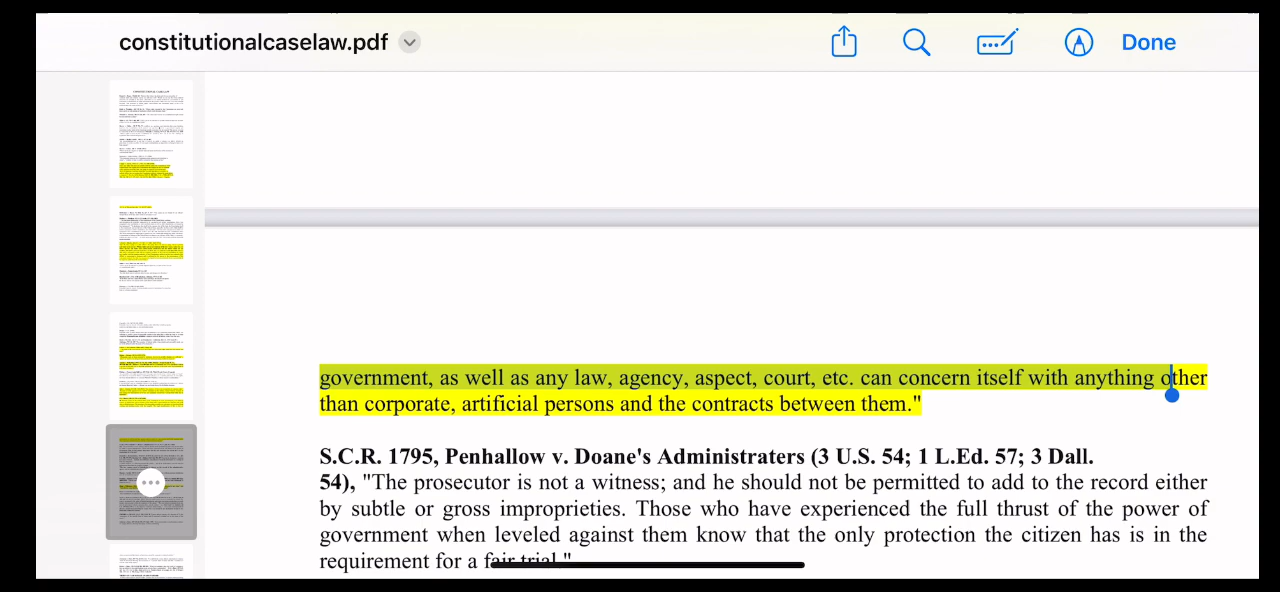 constitutionalcaselaw.pdf
Done
government, as well as any law, agency, aspect, court, etc. can concern itself with anything other
than corporate, artificial persons and the contracts between them."
S.C.R. 1795, Penhallow v. Doane's Administraters (3 U.S. 54; 1 L.Ed. 57; 3 Dall.
54), "The prosecutor is not a witness; and he should not be permitted to add to the record either
by subtle or gross improprieties. Those who have experienced the full thrust of the power of
government when leveled against them know that the only protection the citizen has is in the
requirement for a fair trial."